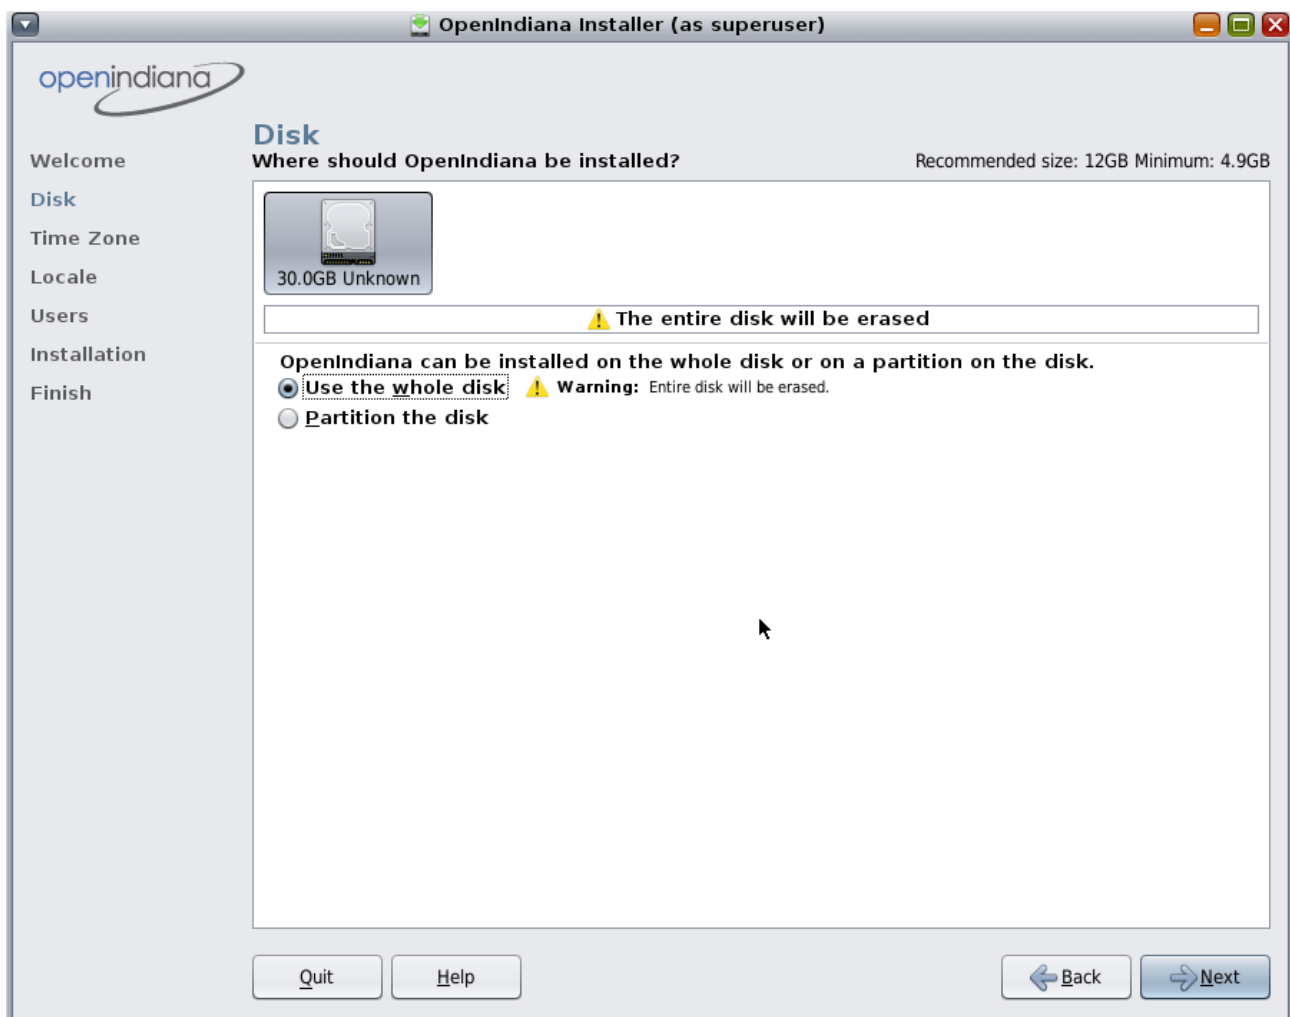 OpenIndiana Installer (as superuser)
openindiana
Disk
Where should OpenIndiana be installed?
Recommended size: 12GB Minimum: 4.9GB
Welcome
Disk
Time Zone
Locale
Users
Installation
Finish
30.0GB Unknown
The entire disk will be erased
OpenIndiana can be installed on the whole disk or on a partition on the disk.
Use the whole disk Warning: Entire disk will be erased.
Partition the disk
Quit Help Back Next